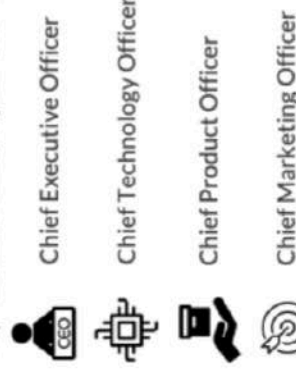 Chief Executive Officer
CEO
Chief Technology Officer
Chief Product Officer
Chief Marketing Officer